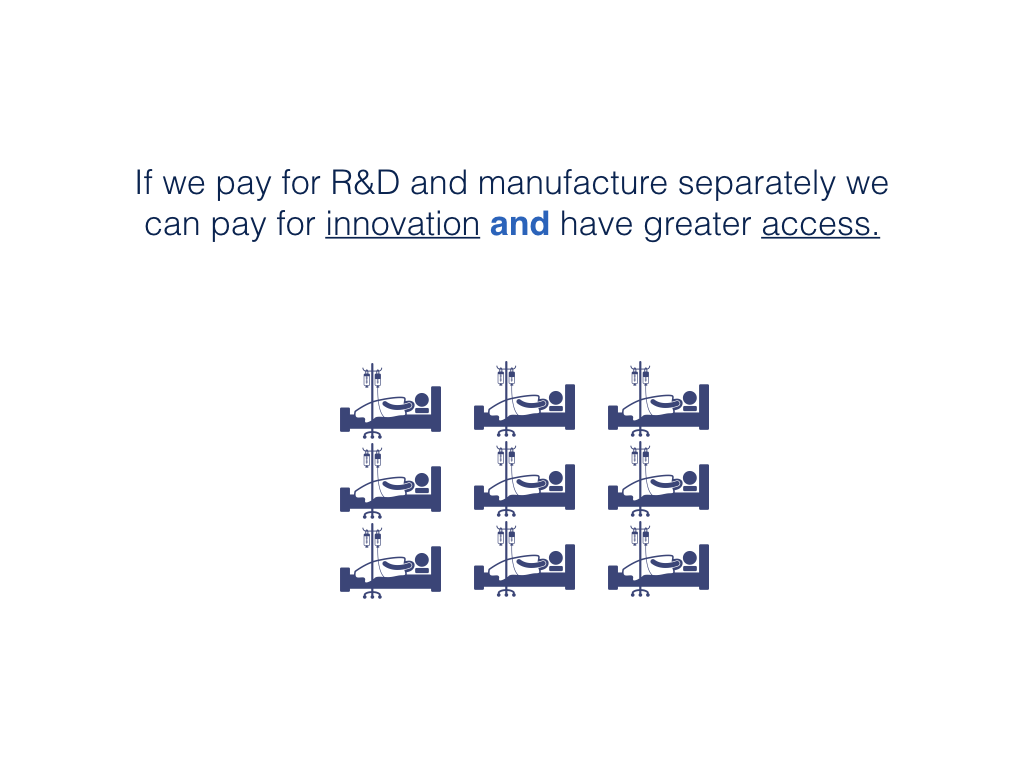 If we pay for R&D and manufacture separately we
can pay for innovation and have greater access.